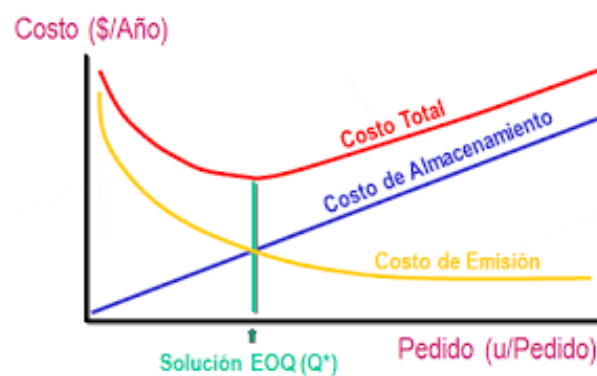 Costo ($/Año)
Costo Total
Costo de Almacenamiento
Costo de Emisión
Pedido (u/Pedido)
Solución EOQ (Q*)